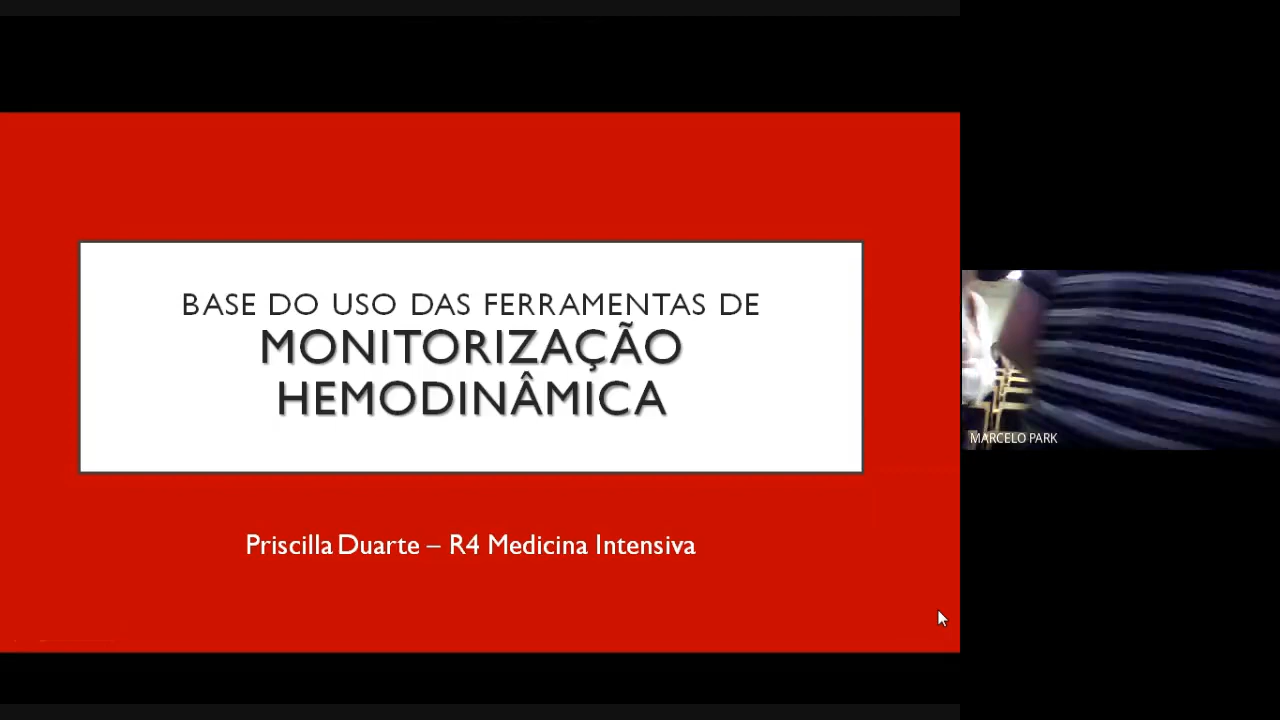 BASE DO USO DAS FERRAMENTAS DE
MONITORIZAÇÃO
HEMODINÂMICA
Priscilla Duarte – R4 Medicina Intensiva
MARCELO PARK